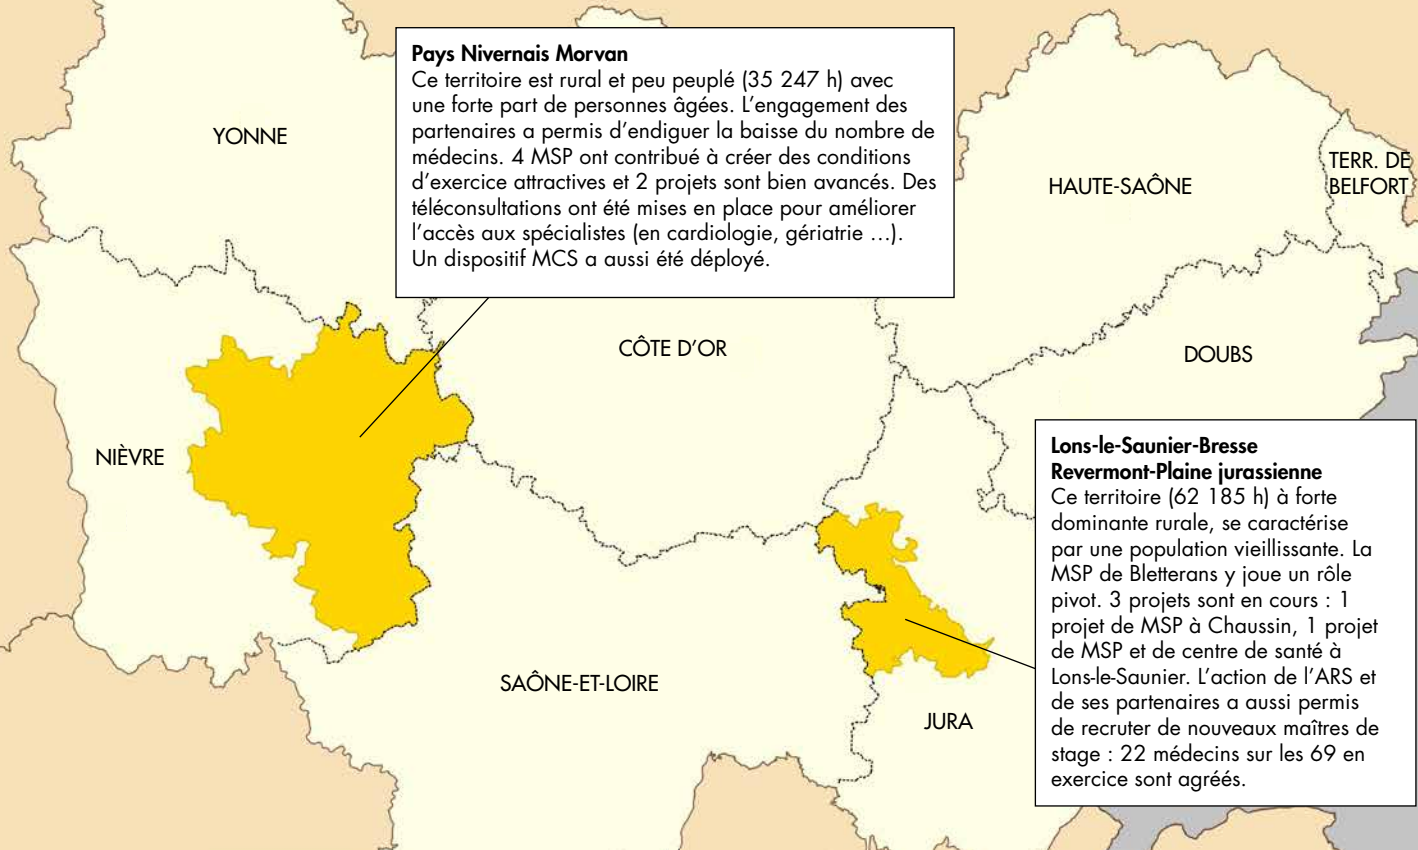 Pays Nivernais Morvan
Ce territoire est rural et peu peuplé (35 247 h) avec
une forte part de personnes âgées. L'engagement des
partenaires a permis d'endiguer la baisse du nombre de
médecins. 4 MSP ont contribué à créer des conditions
d'exercice attractives et 2 projets sont bien avancés. Des
téléconsultations ont été mises en place pour améliorer
l'accès aux spécialistes (en cardiologie, gériatrie ...).
Un dispositif MCS a aussi été déployé.
YONNE
HAUTE-SAÔNE
TERR. DE
BELFORT
CÔTE D'OR
DOUBS
NIÈVRE
Lons-le-Saunier-Bresse
Revermont-Plaine jurassienne
Ce territoire (62 185 h) à forte
dominante rurale, se caractérise
par une population vieillissante. La
MSP de Bletterans y joue un rôle
pivot. 3 projets sont en cours : 1
projet de MSP à Chaussin, 1 projet
de MSP et de centre de santé à
Lons-le-Saunier. L'action de l'ARS et
de ses partenaires a aussi permis
de recruter de nouveaux maîtres de
stage : 22 médecins sur les 69 en
exercice sont agréés.
SAÔNE-ET-LOIRE
JURA